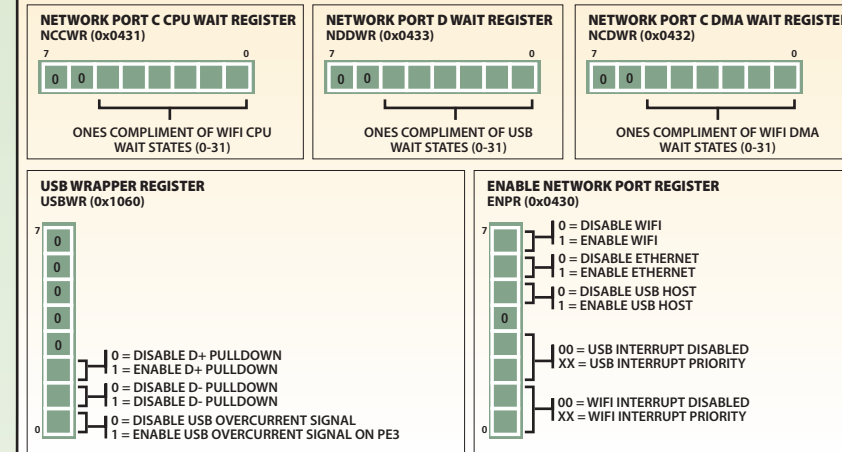 NETWORK PORT C CPU WAIT REGISTER
NCCWR (0x0431)
7 0
0 0
ONES COMPLIMENT OF WIFI CPU
WAIT STATES (0-31)
NETWORK PORT D WAIT REGISTER
NDDWR (0x0433)
7 0
0 0
ONES COMPLIMENT OF USB
WAIT STATES (0-31)
NETWORK PORT C DMA WAIT REGISTER
NCDWR (0x0432)
7 0
0 0
ONES COMPLIMENT OF WIFI DMA
WAIT STATES (0-31)
USB WRAPPER REGISTER
USBWR (0x1060)
7
0
0
0
0
0
0 = DISABLE D+ PULLDOWN
1 = ENABLE D+ PULLDOWN
0 = DISABLE D- PULLDOWN
1 = DISABLE D- PULLDOWN
0 = DISABLE USB OVERCURRENT SIGNAL
1 = ENABLE USB OVERCURRENT SIGNAL ON PE3
0
ENABLE NETWORK PORT REGISTER
ENPR (0x0430)
7
0 = DISABLE WIFI
1 = ENABLE WIFI
0 = DISABLE ETHERNET
1 = ENABLE ETHERNET
0 = DISABLE USB HOST
1 = ENABLE USB HOST
0
00 = USB INTERRUPT DISABLED
XX = USB INTERRUPT PRIORITY
00 = WIFI INTERRUPT DISABLED
XX = WIFI INTERRUPT PRIORITY
0